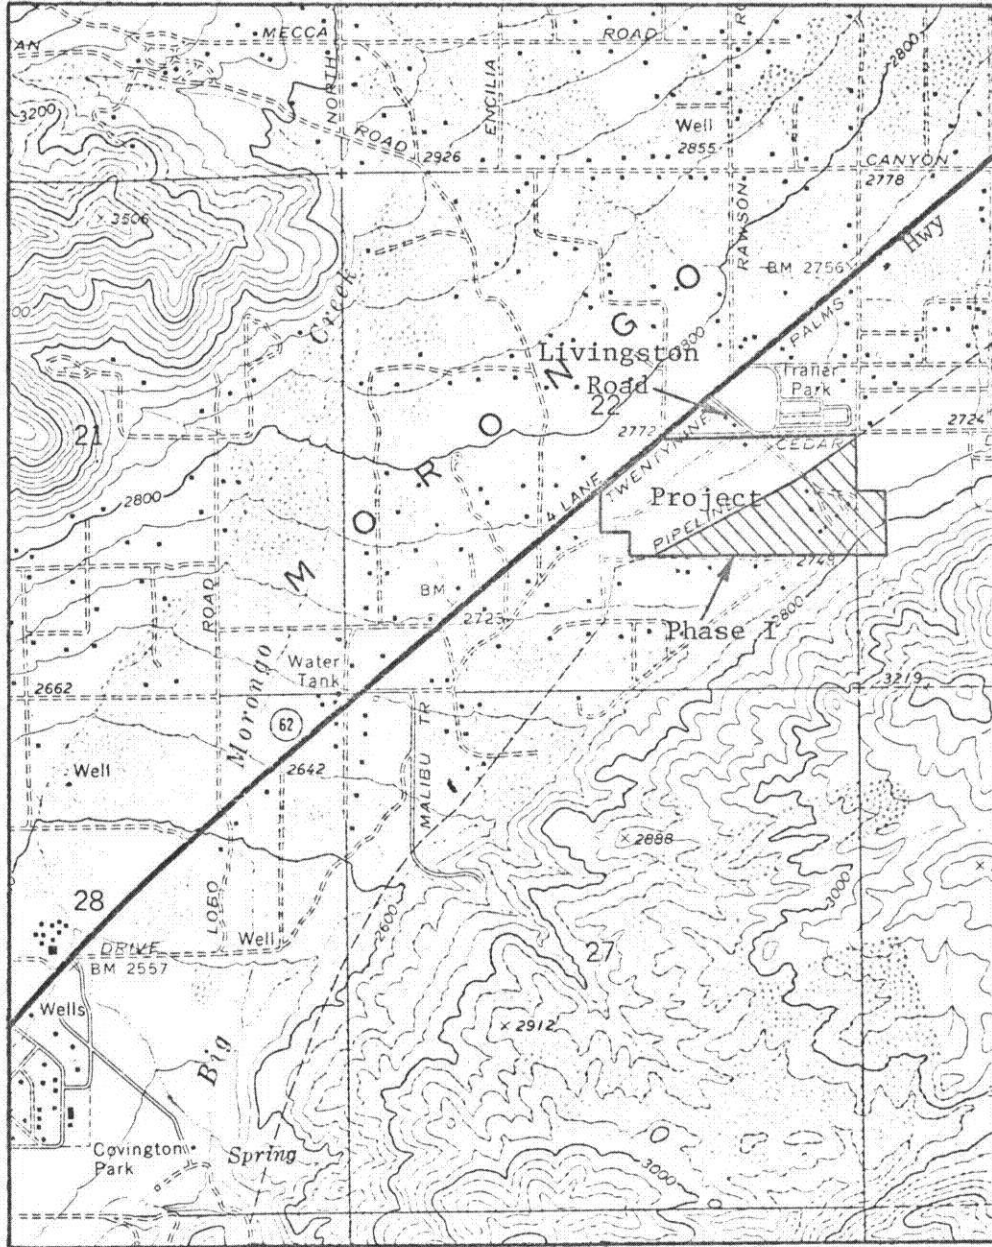 MECCA ROAD
3200
NORTH
ROAD
2926
EMELIA
Well
2855
2800
CANYON
2778
RAWSON
3506
BM 2756
Hwy
PALMS
Creek
MORONGO
Livingston
Road
22
2800
Trailer
Park
2724
21
2772
CEDAR
TWENTYNINE
4 LANE
2800
Project
PIPELINE
2749
ROAD
BM
2723
Phase I
2800
Water
Tank
2662
Morongo
62
3219
2642
MALIBU TR
Well
2888
3000
28
LOBO
2600
Well
DRIVE
BM 2557
27
Wells
2912
Big
Covington
Park
Spring
3000